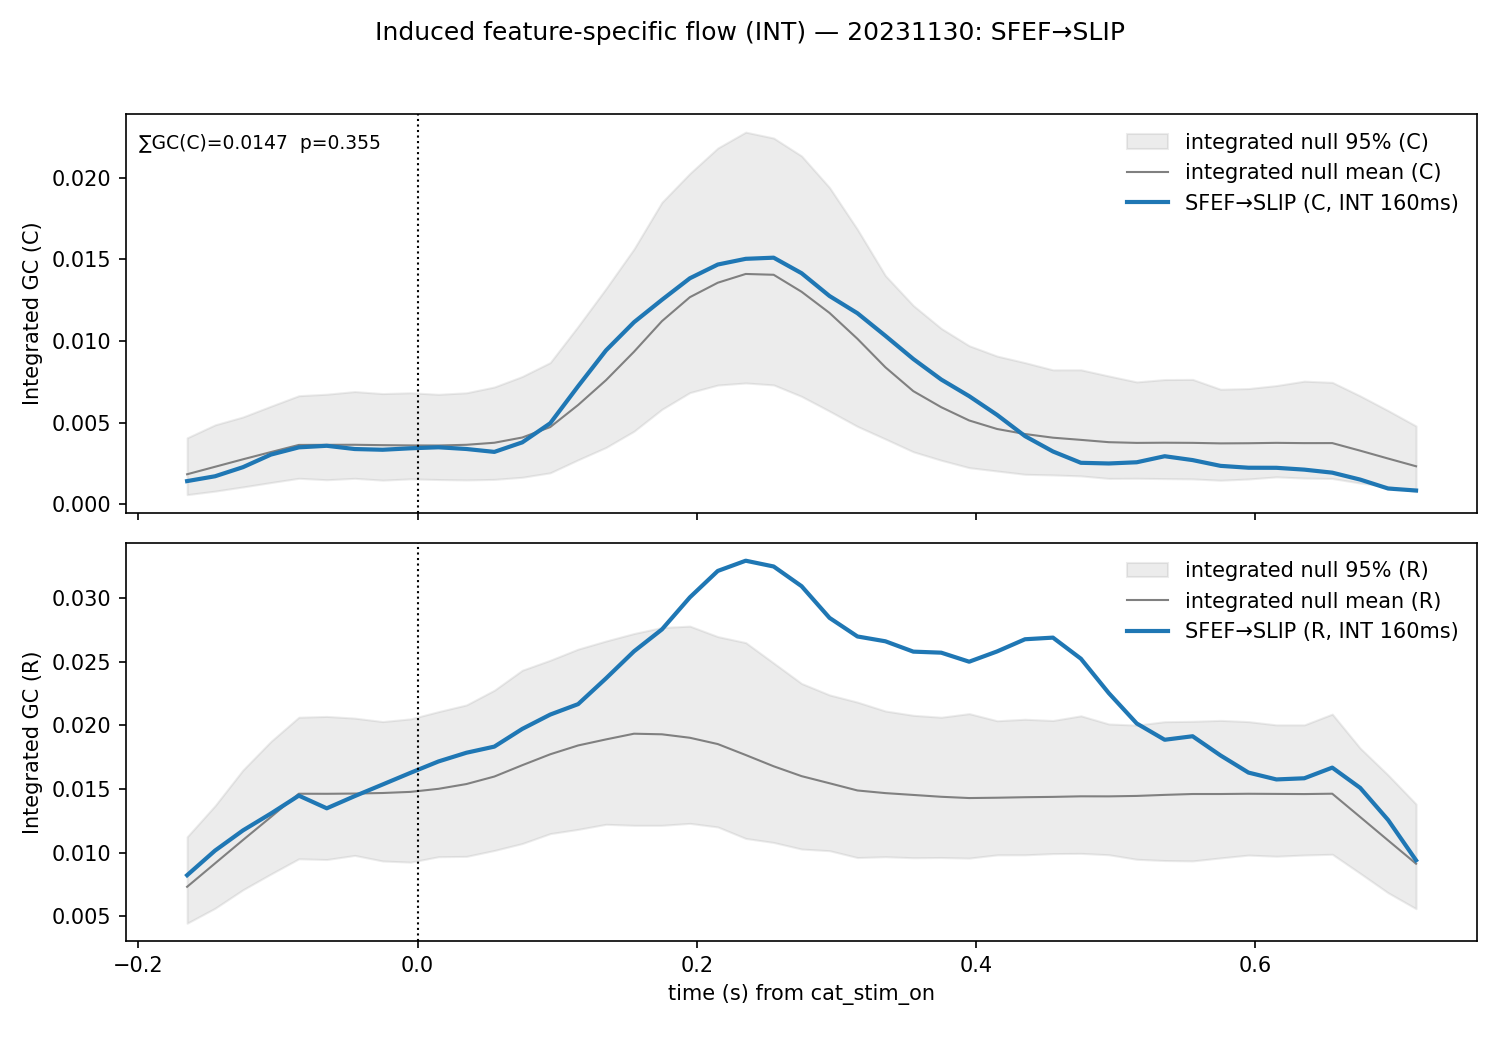 Induced feature-specific flow (INT) — 20231130: SFEF→SLIP
∑GC(C)=0.0147  p=0.355
integrated null 95% (C)
integrated null mean (C)
SFEF→SLIP (C, INT 160ms)
Integrated GC (C)
0.020
0.015
0.010
0.005
0.000
integrated null 95% (R)
integrated null mean (R)
SFEF→SLIP (R, INT 160ms)
Integrated GC (R)
0.030
0.025
0.020
0.015
0.010
0.005
−0.2
0.0
0.2
0.4
0.6
time (s) from cat_stim_on